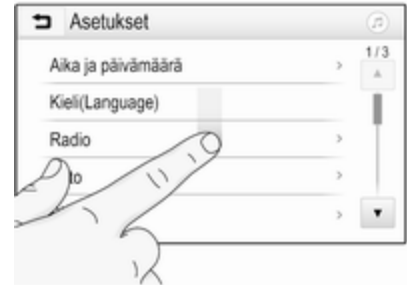 Asetukset
1/3
Aika ja päivämäärä
Kieli(Language)
Radio